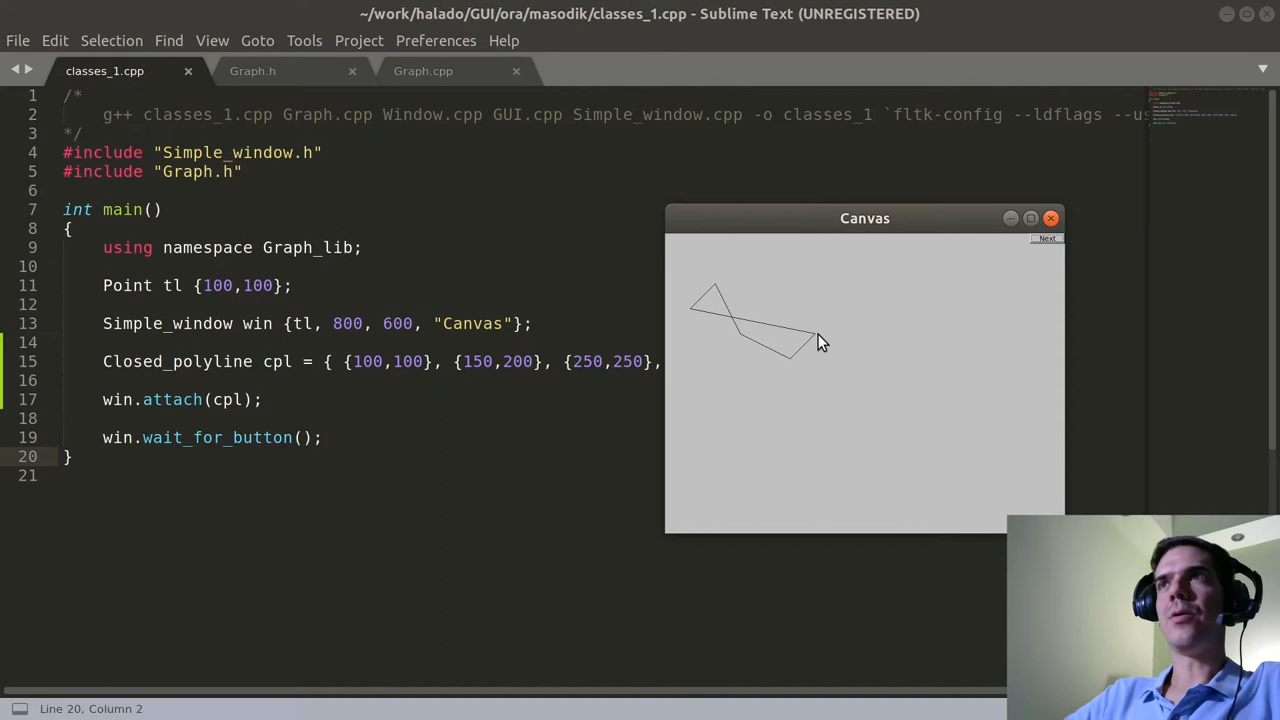 ~/work/halado/GUI/ora/masodik/classes_1.cpp - Sublime Text (UNREGISTERED)
File Edit Selection Find View Goto Tools Project Preferences Help
classes_1.cpp × Graph.h × Graph.cpp ×
1 /*
2 g++ classes_1.cpp Graph.cpp Window.cpp GUI.cpp Simple_window.cpp -o classes_1 `fltk-config --ldflags --us
3 */
4 #include "Simple_window.h"
5 #include "Graph.h"
6
7 int main()
8 {
9 using namespace Graph_lib;
10
11 Point tl {100,100};
12
13 Simple_window win {tl, 800, 600, "Canvas"};
14
15 Closed_polyline cpl = { {100,100}, {150,200}, {250,250},
16
17 win.attach(cpl);
18
19 win.wait_for_button();
20 }
21
Canvas
Next
Line 20, Column 2